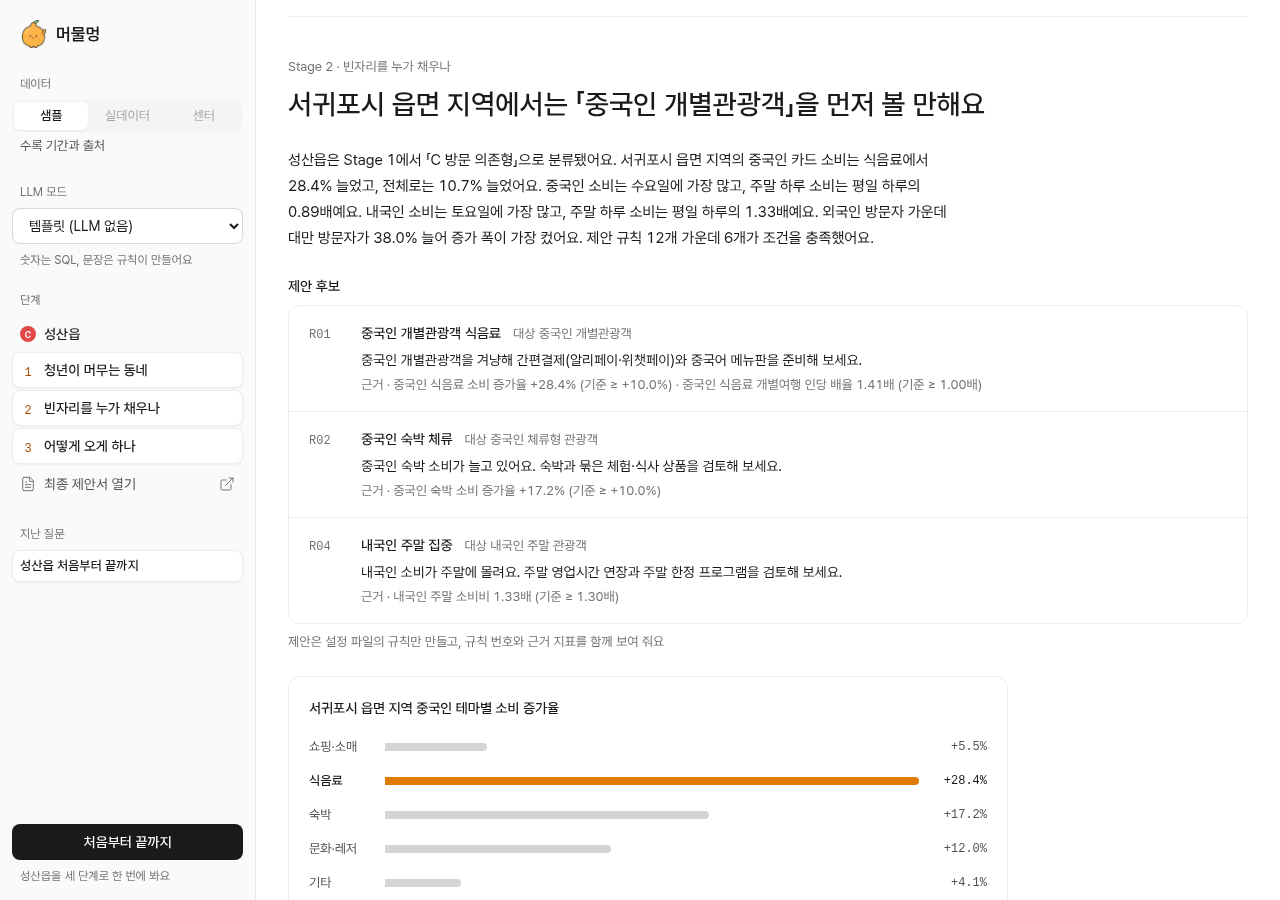 머물멍
데이터
샘플 실데이터 센터
수록 기간과 출처
LLM 모드
템플릿 (LLM 없음)
숫자는 SQL, 문장은 규칙이 만들어요
단계
C 성산읍
1 청년이 머무는 동네
2 빈자리를 누가 채우나
3 어떻게 오게 하나
최종 제안서 열기
지난 질문
성산읍 처음부터 끝까지
처음부터 끝까지
성산읍을 세 단계로 한 번에 봐요
Stage 2 · 빈자리를 누가 채우나
서귀포시 읍면 지역에서는 「중국인 개별관광객」을 먼저 볼 만해요
성산읍은 Stage 1에서 「C 방문 의존형」으로 분류됐어요. 서귀포시 읍면 지역의 중국인 카드 소비는 식음료에서
28.4% 늘었고, 전체로는 10.7% 늘었어요. 중국인 소비는 수요일에 가장 많고, 주말 하루 소비는 평일 하루의
0.89배예요. 내국인 소비는 토요일에 가장 많고, 주말 하루 소비는 평일 하루의 1.33배예요. 외국인 방문자 가운데
대만 방문자가 38.0% 늘어 증가 폭이 가장 컸어요. 제안 규칙 12개 가운데 6개가 조건을 충족했어요.
제안 후보
R01 중국인 개별관광객 식음료 대상 중국인 개별관광객
중국인 개별관광객을 겨냥해 간편결제(알리페이·위챗페이)와 중국어 메뉴판을 준비해 보세요.
근거 · 중국인 식음료 소비 증가율 +28.4% (기준 ≥ +10.0%) · 중국인 식음료 개별여행 인당 배율 1.41배 (기준 ≥ 1.00배)
R02 중국인 숙박 체류 대상 중국인 체류형 관광객
중국인 숙박 소비가 늘고 있어요. 숙박과 묶은 체험·식사 상품을 검토해 보세요.
근거 · 중국인 숙박 소비 증가율 +17.2% (기준 ≥ +10.0%)
R04 내국인 주말 집중 대상 내국인 주말 관광객
내국인 소비가 주말에 몰려요. 주말 영업시간 연장과 주말 한정 프로그램을 검토해 보세요.
근거 · 내국인 주말 소비비 1.33배 (기준 ≥ 1.30배)
제안은 설정 파일의 규칙만 만들고, 규칙 번호와 근거 지표를 함께 보여 줘요
서귀포시 읍면 지역 중국인 테마별 소비 증가율
쇼핑·소매 +5.5%
식음료 +28.4%
숙박 +17.2%
문화·레저 +12.0%
기타 +4.1%